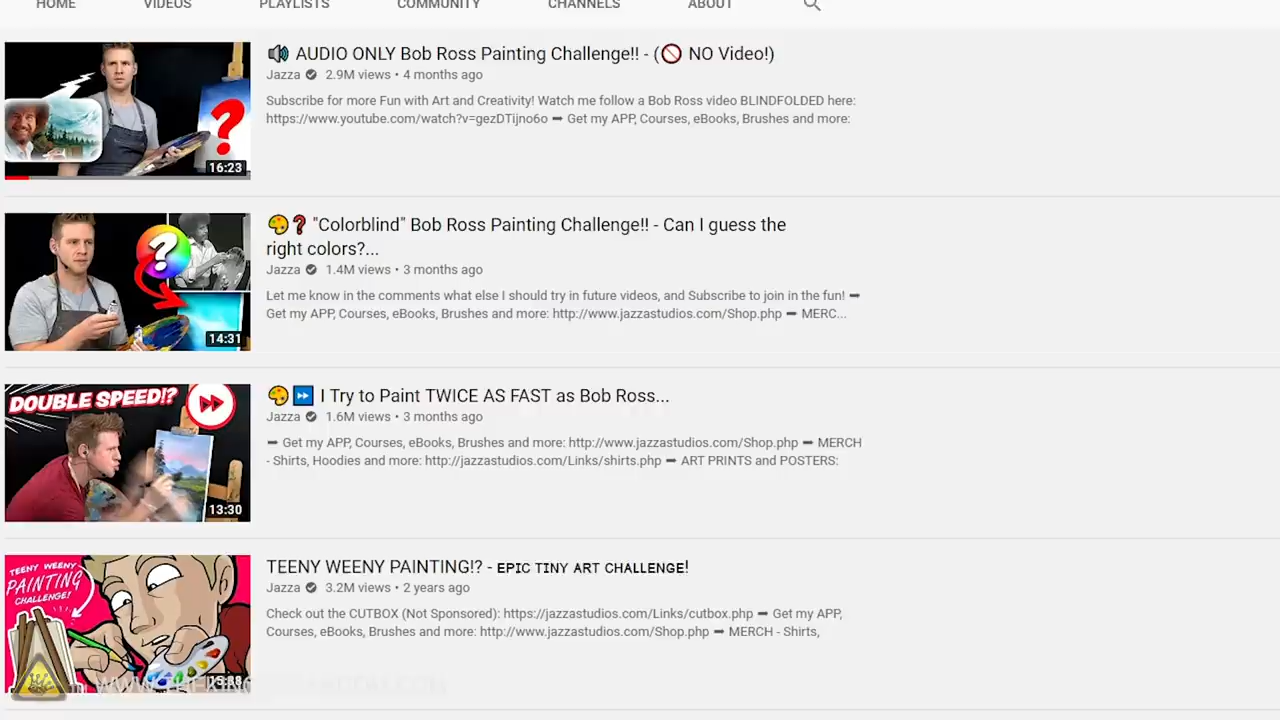 HOME VIDEOS PLAYLISTS COMMUNITY CHANNELS ABOUT
🔊 AUDIO ONLY Bob Ross Painting Challenge!! - (🚫 NO Video!)
Jazza 2.9M views • 4 months ago
Subscribe for more Fun with Art and Creativity! Watch me follow a Bob Ross video BLINDFOLDED here:
https://www.youtube.com/watch?v=gezDTijno6o ➡ Get my APP, Courses, eBooks, Brushes and more:
?
16:23
🎨❓ "Colorblind" Bob Ross Painting Challenge!! - Can I guess the
right colors?...
Jazza 1.4M views • 3 months ago
Let me know in the comments what else I should try in future videos, and Subscribe to join in the fun! ➡
Get my APP, Courses, eBooks, Brushes and more: http://www.jazzastudios.com/Shop.php ➡ MERC...
?
14:31
🎨⏩ I Try to Paint TWICE AS FAST as Bob Ross...
Jazza 1.6M views • 3 months ago
➡ Get my APP, Courses, eBooks, Brushes and more: http://www.jazzastudios.com/Shop.php ➡ MERCH
- Shirts, Hoodies and more: http://jazzastudios.com/Links/shirts.php ➡ ART PRINTS and POSTERS:
DOUBLE SPEED!?
13:30
TEENY WEENY PAINTING!? - ᴇᴘɪᴄ ᴛɪɴʏ ᴀʀᴛ ᴄʜᴀʟʟᴇɴɢᴇ!
Jazza 3.2M views • 2 years ago
Check out the CUTBOX (Not Sponsored): https://jazzastudios.com/Links/cutbox.php ➡ Get my APP,
Courses, eBooks, Brushes and more: http://www.jazzastudios.com/Shop.php ➡ MERCH - Shirts,
TEENY WEENY
PAINTING
CHALLENGE!